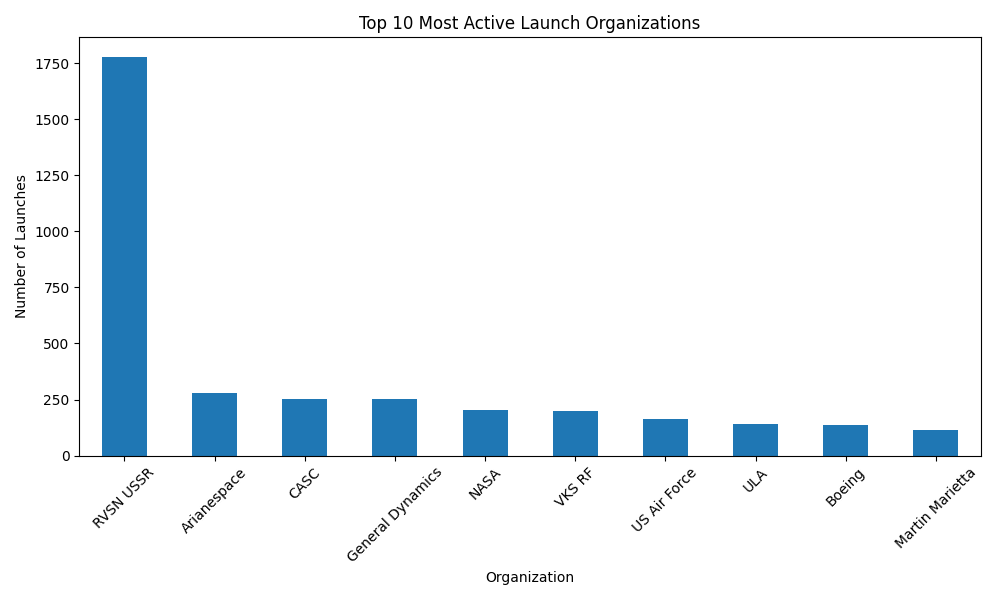 Top 10 Most Active Launch Organizations
Number of Launches
1750
1500
1250
1000
750
500
250
0
RVSN USSR
Arianespace
CASC
General Dynamics
NASA
VKS RF
US Air Force
ULA
Boeing
Martin Marietta
Organization